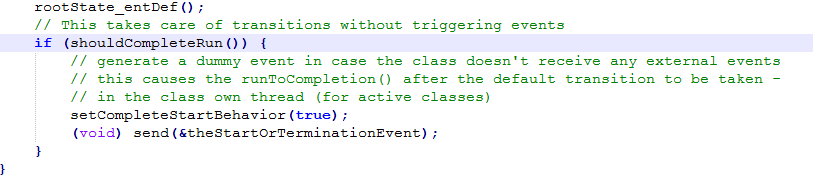 rootState_entDef();
// This takes care of transitions without triggering events
if (shouldCompleteRun()) {
// generate a dummy event in case the class doesn't receive any external events
// this causes the runToCompletion() after the default transition to be taken -
// in the class own thread (for active classes)
setCompleteStartBehavior(true);
(void) send(&theStartOrTerminationEvent);
}
}